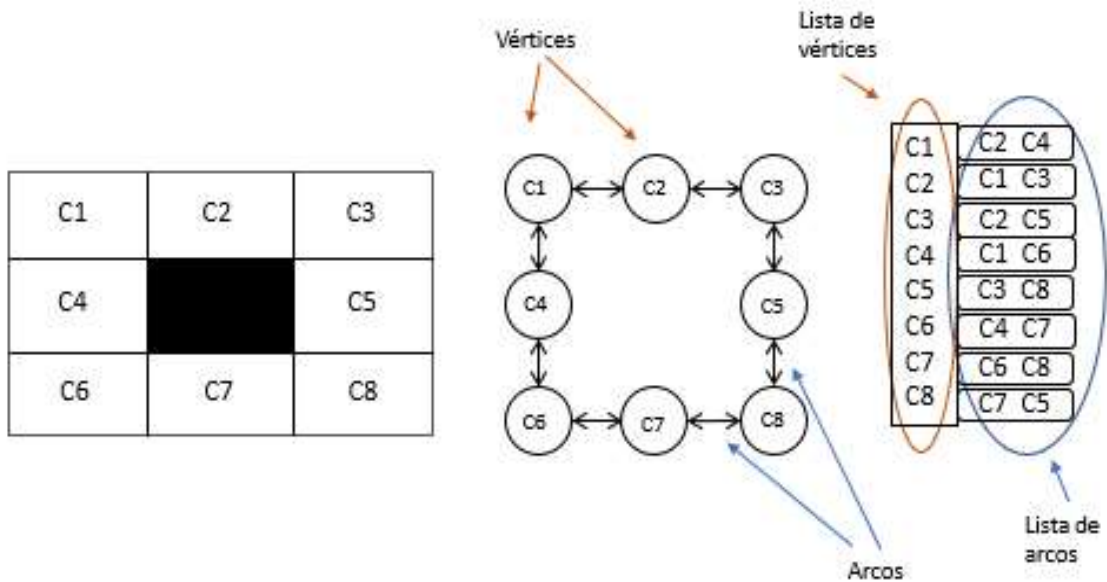 Lista de
vértices
Vértices
C1 C2 C3
C4 C5
C6 C7 C8
C1 C2 C3
C4 C5
C6 C7 C8
C1 C2 C4
C2 C1 C3
C3 C2 C5
C4 C1 C6
C5 C3 C8
C6 C4 C7
C7 C6 C8
C8 C7 C5
Lista de
arcos
Arcos